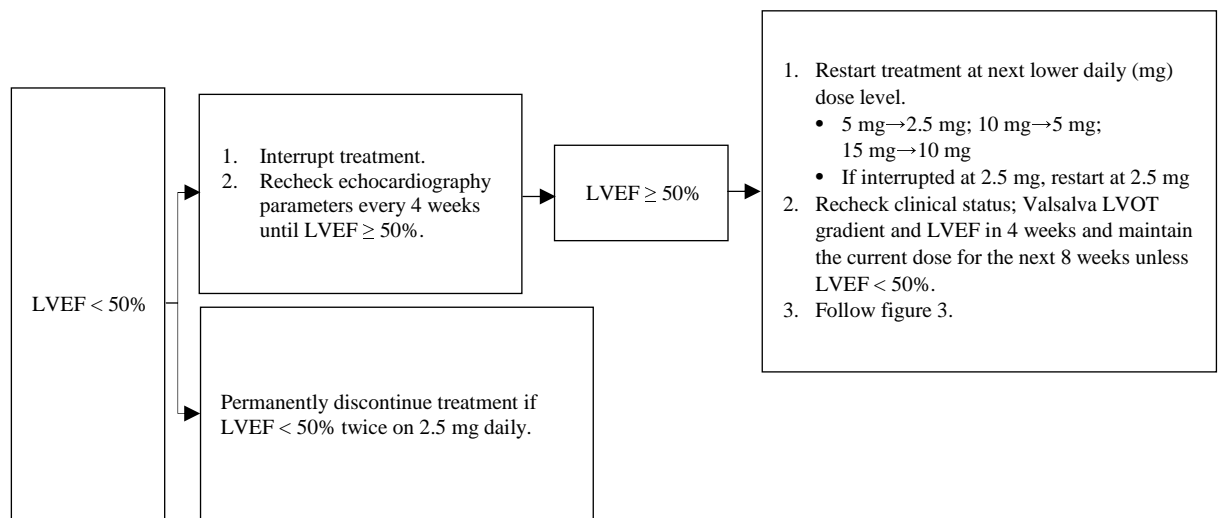 LVEF < 50%
1. Interrupt treatment.
2. Recheck echocardiography
parameters every 4 weeks
until LVEF ≥ 50%.
Permanently discontinue treatment if
LVEF < 50% twice on 2.5 mg daily.
LVEF ≥ 50%
1. Restart treatment at next lower daily (mg)
dose level.
• 5 mg→2.5 mg; 10 mg→5 mg;
15 mg→10 mg
• If interrupted at 2.5 mg, restart at 2.5 mg
2. Recheck clinical status; Valsalva LVOT
gradient and LVEF in 4 weeks and maintain
the current dose for the next 8 weeks unless
LVEF < 50%.
3. Follow figure 3.